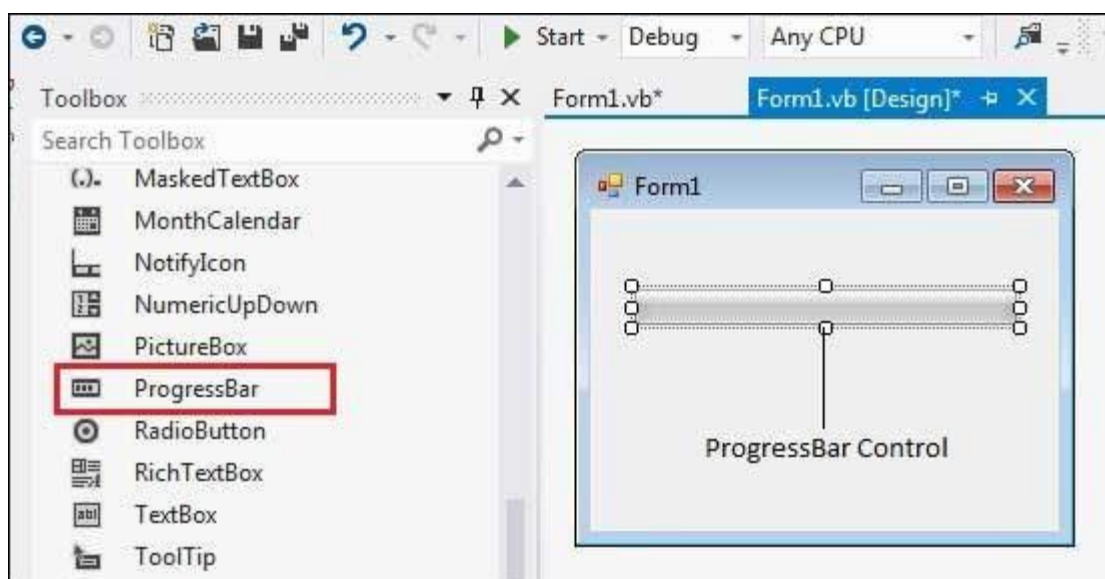 Start Debug Any CPU
Toolbox
Form1.vb*
Form1.vb [Design]*
Search Toolbox
MaskedTextBox
MonthCalendar
NotifyIcon
NumericUpDown
PictureBox
ProgressBar
RadioButton
RichTextBox
TextBox
ToolTip
Form1
ProgressBar Control